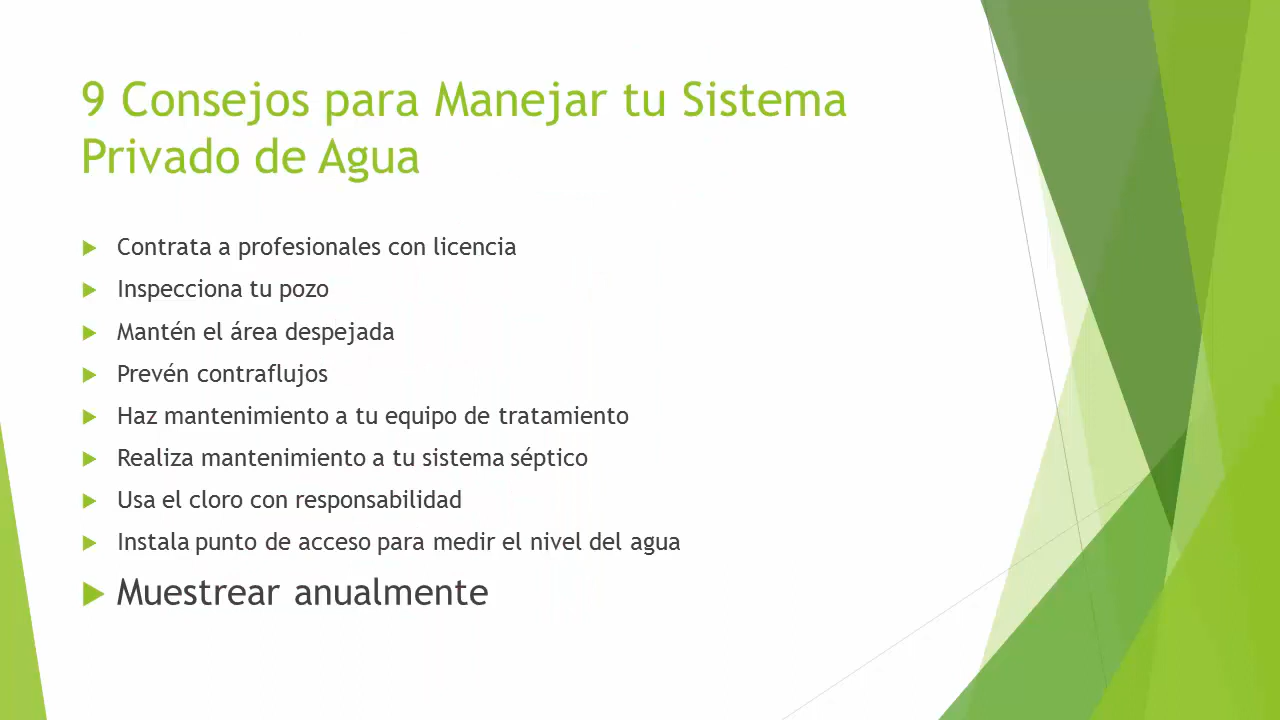 9 Consejos para Manejar tu Sistema
Privado de Agua
Contrata a profesionales con licencia
Inspecciona tu pozo
Mantén el área despejada
Prevén contraflujos
Haz mantenimiento a tu equipo de tratamiento
Realiza mantenimiento a tu sistema séptico
Usa el cloro con responsabilidad
Instala punto de acceso para medir el nivel del agua
Muestrear anualmente